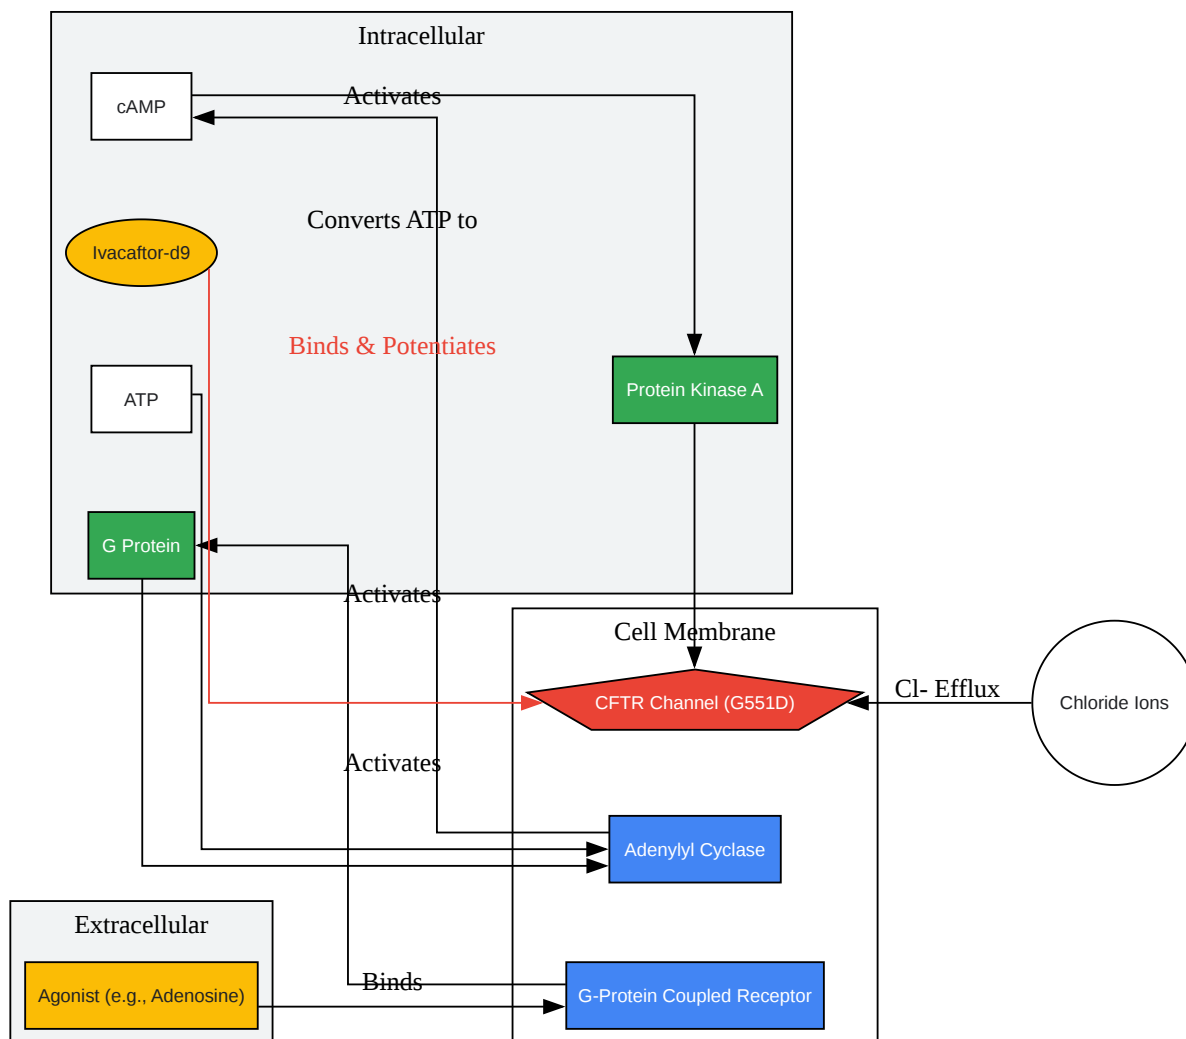 Intracellular
cAMP
Activates
Converts ATP to
Ivacaftor-d9
Binds & Potentiates
ATP
Protein Kinase A
G Protein
Activates
Cell Membrane
CFTR Channel (G551D)
Cl- Efflux
Chloride Ions
Activates
Adenylyl Cyclase
Extracellular
Agonist (e.g., Adenosine)
Binds
G-Protein Coupled Receptor